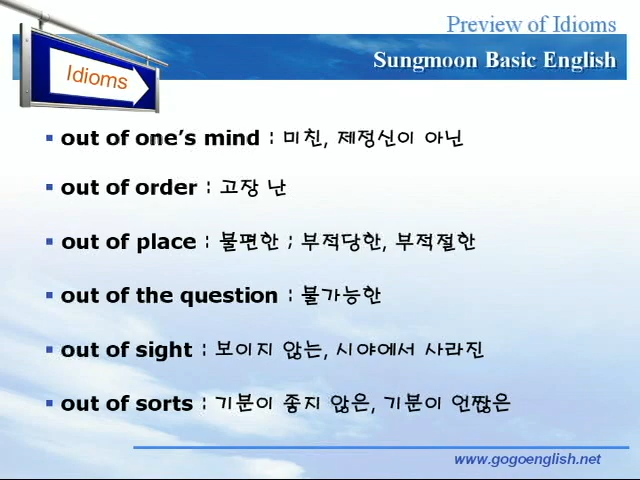 Preview of Idioms
Sungmoon Basic English
Idioms
▪ out of one's mind : 미친, 제정신이 아닌
▪ out of order : 고장 난
▪ out of place : 불편한 ; 부적당한, 부적절한
▪ out of the question : 불가능한
▪ out of sight : 보이지 않는, 시야에서 사라진
▪ out of sorts : 기분이 좋지 않은, 기분이 언짢은
www.gogoenglish.net